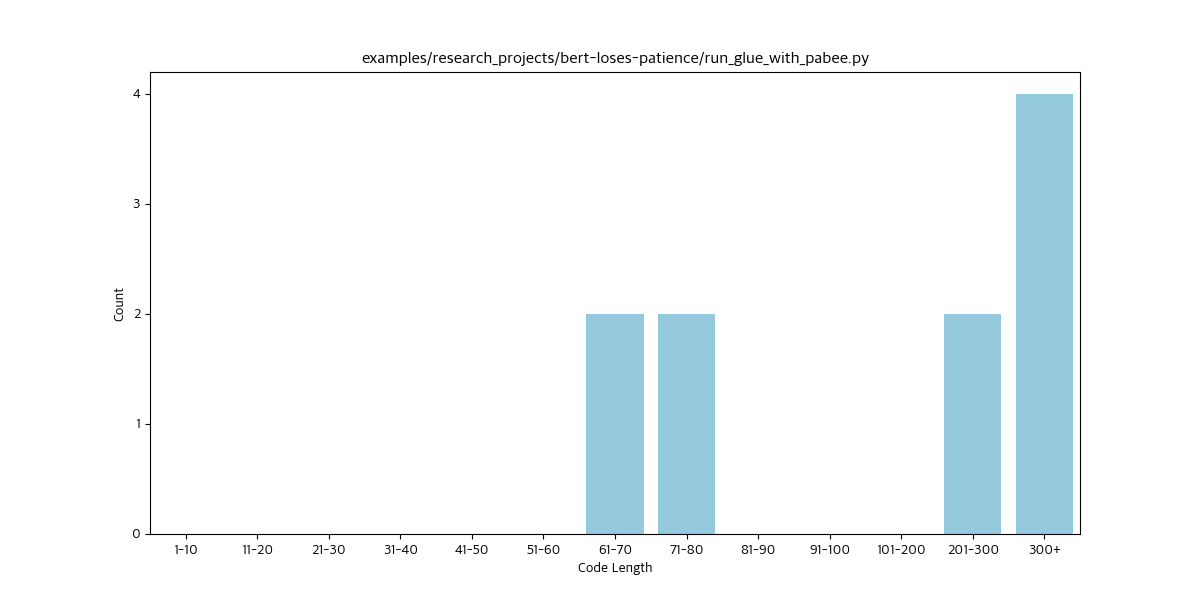 examples/research_projects/bert-loses-patience/run_glue_with_pabee.py
4
3
2
1
0
Count
1-10 11-20 21-30 31-40 41-50 51-60 61-70 71-80 81-90 91-100 101-200 201-300 300+
Code Length